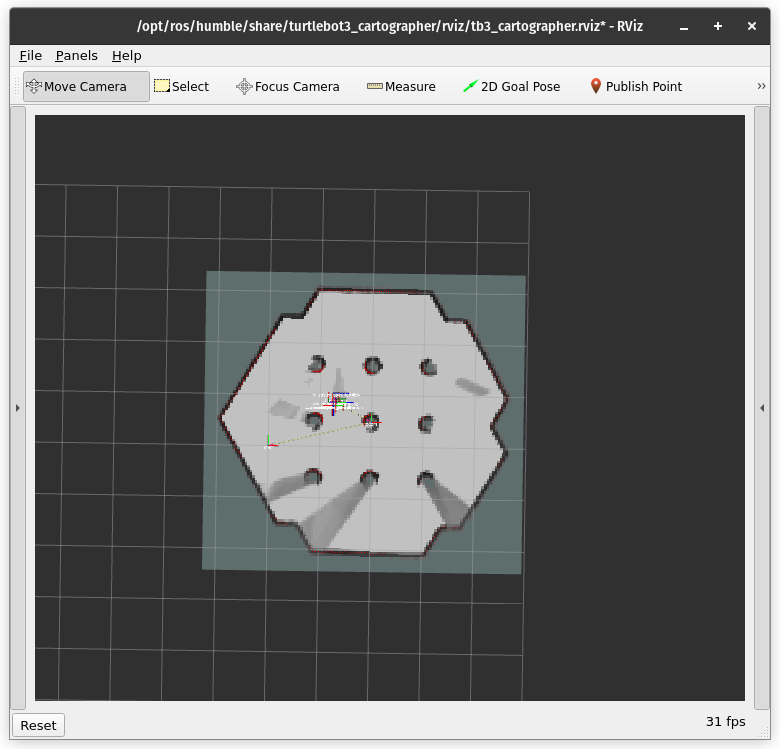 /opt/ros/humble/share/turtlebot3_cartographer/rviz/tb3_cartographer.rviz* - RViz
File Panels Help
Move Camera Select Focus Camera Measure 2D Goal Pose Publish Point
Reset 31 fps